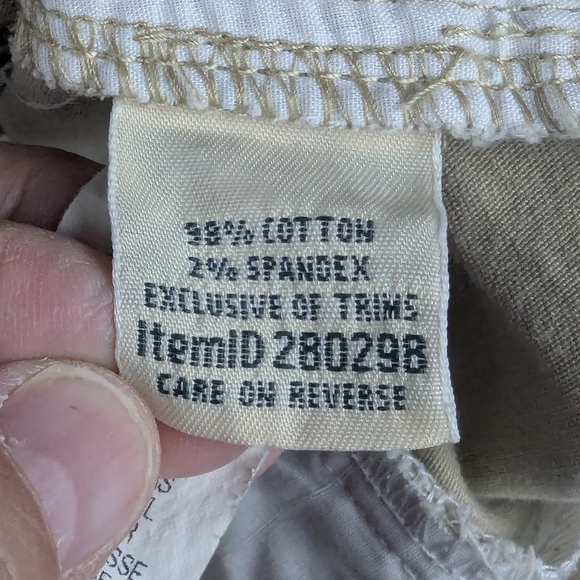 98% COTTON
2% SPANDEX
EXCLUSIVE OF TRIMS
ItemID 280298
CARE ON REVERSE